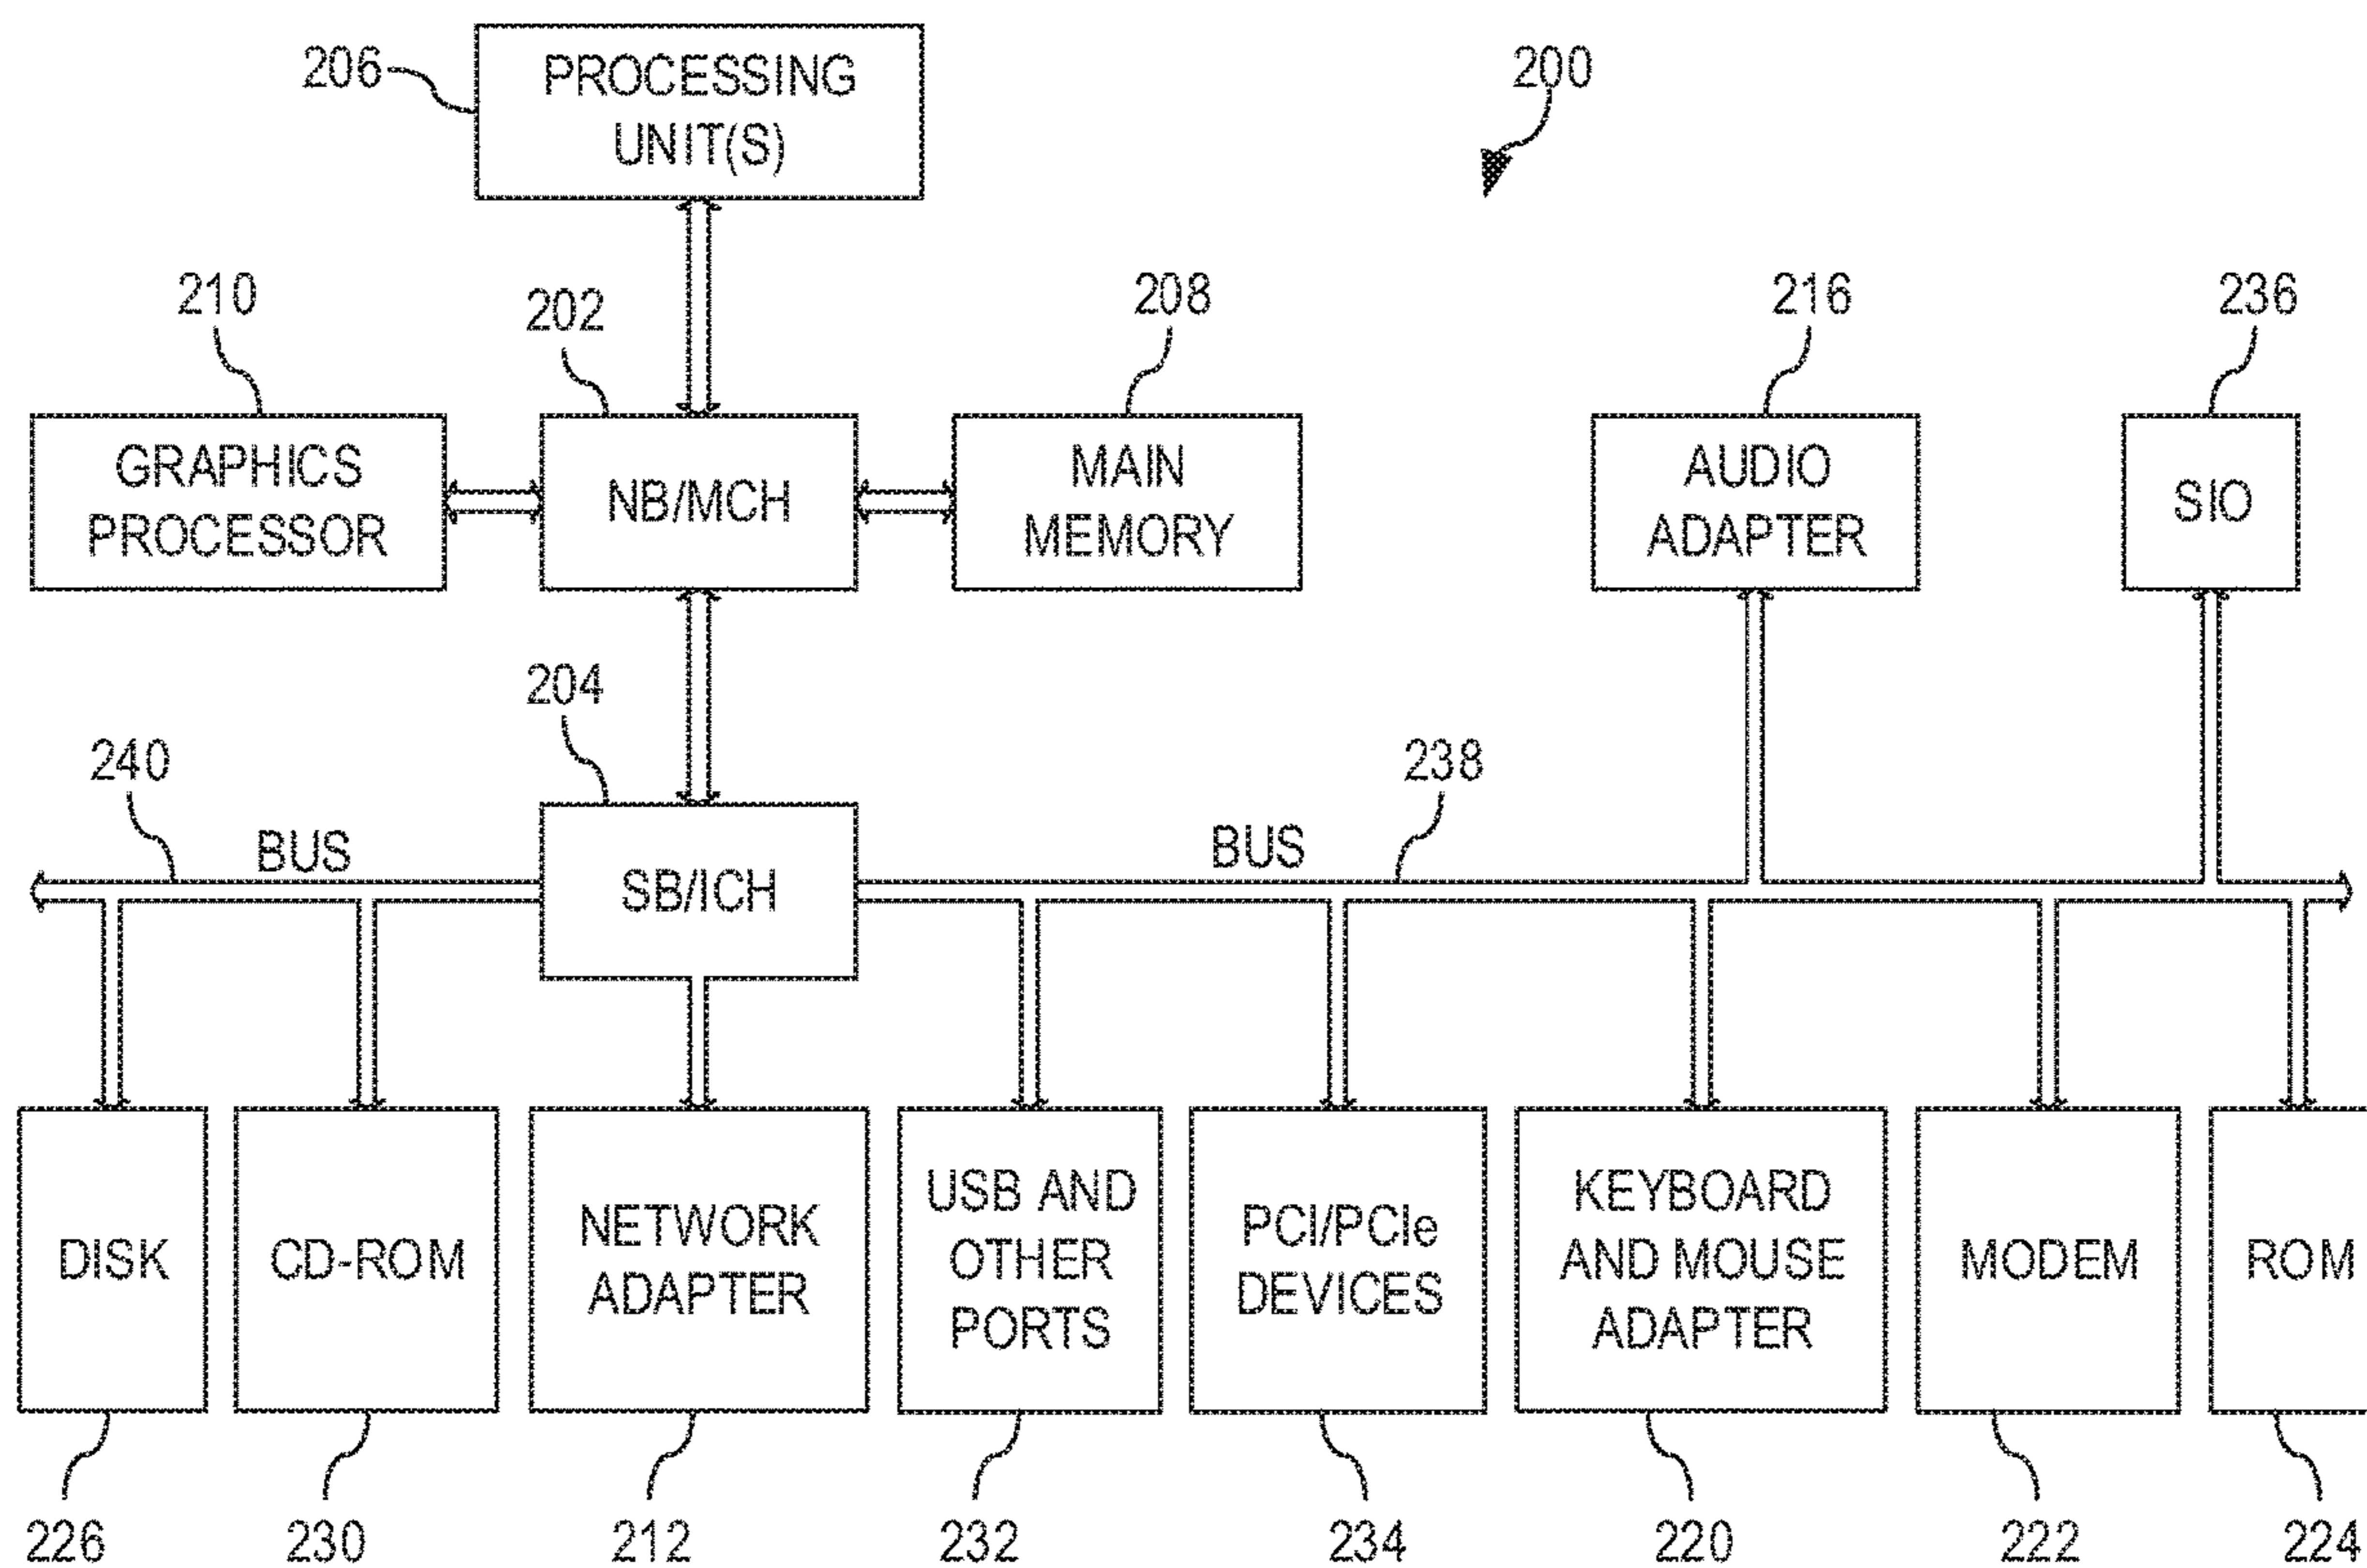 206
PROCESSING
UNIT(S)
200
210
202
208
216
236
GRAPHICS
PROCESSOR
NB/MCH
MAIN
MEMORY
AUDIO
ADAPTER
SIO
204
240
238
BUS
BUS
SB/ICH
DISK
CD-ROM
NETWORK
ADAPTER
USB AND
OTHER
PORTS
PCI/PCIe
DEVICES
KEYBOARD
AND MOUSE
ADAPTER
MODEM
ROM
226
230
212
232
234
220
222
224